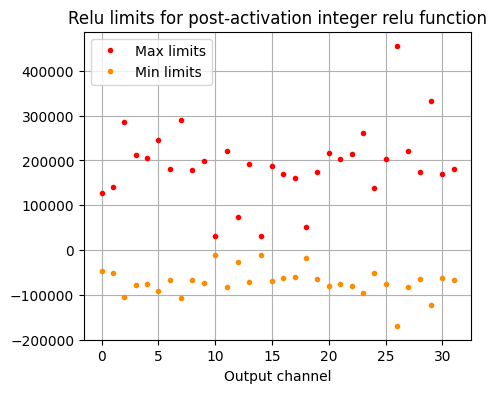 Relu limits for post-activation integer relu function
Max limits
Min limits
400000
300000
200000
100000
0
−100000
−200000
0 5 10 15 20 25 30
Output channel